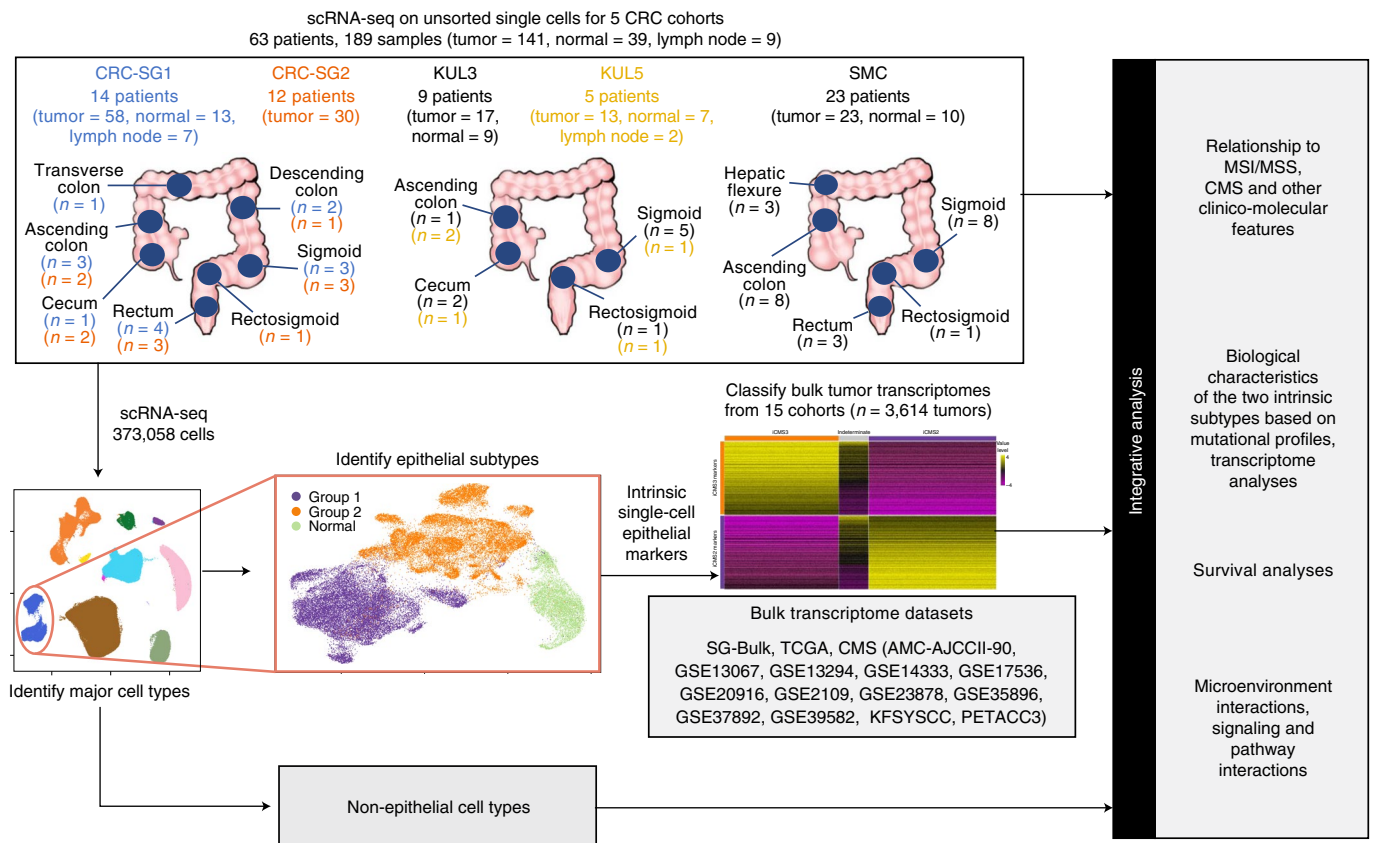 scRNA-seq on unsorted single cells for 5 CRC cohorts
63 patients, 189 samples (tumor = 141, normal = 39, lymph node = 9)
CRC-SG1
14 patients
(tumor = 58, normal = 13,
lymph node = 7)
CRC-SG2
12 patients
(tumor = 30)
KUL3
9 patients
(tumor = 17,
normal = 9)
KUL5
5 patients
(tumor = 13, normal = 7,
lymph node = 2)
SMC
23 patients
(tumor = 23, normal = 10)
Transverse
colon
(n = 1)
Ascending
colon
(n = 3)
(n = 2)
Cecum
(n = 1)
(n = 2)
Rectum
(n = 4)
(n = 3)
Descending
colon
(n = 2)
(n = 1)
Sigmoid
(n = 3)
(n = 3)
Rectosigmoid
(n = 1)
Ascending
colon
(n = 1)
(n = 2)
Cecum
(n = 2)
(n = 1)
Sigmoid
(n = 5)
(n = 1)
Rectosigmoid
(n = 1)
(n = 1)
Hepatic
flexure
(n = 3)
Ascending
colon
(n = 8)
Rectum
(n = 3)
Sigmoid
(n = 8)
Rectosigmoid
(n = 1)
scRNA-seq
373,058 cells
Identify major cell types
Identify epithelial subtypes
Group 1
Group 2
Normal
Intrinsic
single-cell
epithelial
markers
Classify bulk tumor transcriptomes
from 15 cohorts (n = 3,614 tumors)
iCMS3
Indeterminate
iCMS2
Value
level
4
–4
iCMS3 markers
iCMS2 markers
Bulk transcriptome datasets
SG-Bulk, TCGA, CMS (AMC-AJCCII-90,
GSE13067, GSE13294, GSE14333, GSE17536,
GSE20916, GSE2109, GSE23878, GSE35896,
GSE37892, GSE39582, KFSYSCC, PETACC3)
Non-epithelial cell types
Integrative analysis
Relationship to
MSI/MSS,
CMS and other
clinico-molecular
features
Biological
characteristics
of the two intrinsic
subtypes based on
mutational profiles,
transcriptome
analyses
Survival analyses
Microenvironment
interactions,
signaling and
pathway
interactions